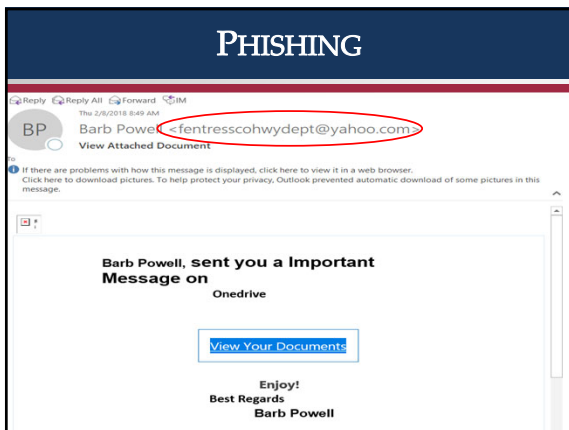 PHISHING
Reply Reply All Forward IM
Thu 2/8/2018 8:49 AM
BP
Barb Powell <fentresscohwydept@yahoo.com>
View Attached Document
To
If there are problems with how this message is displayed, click here to view it in a web browser.
Click here to download pictures. To help protect your privacy, Outlook prevented automatic download of some pictures in this
message.
Barb Powell, sent you a Important
Message on
Onedrive
View Your Documents
Enjoy!
Best Regards
Barb Powell